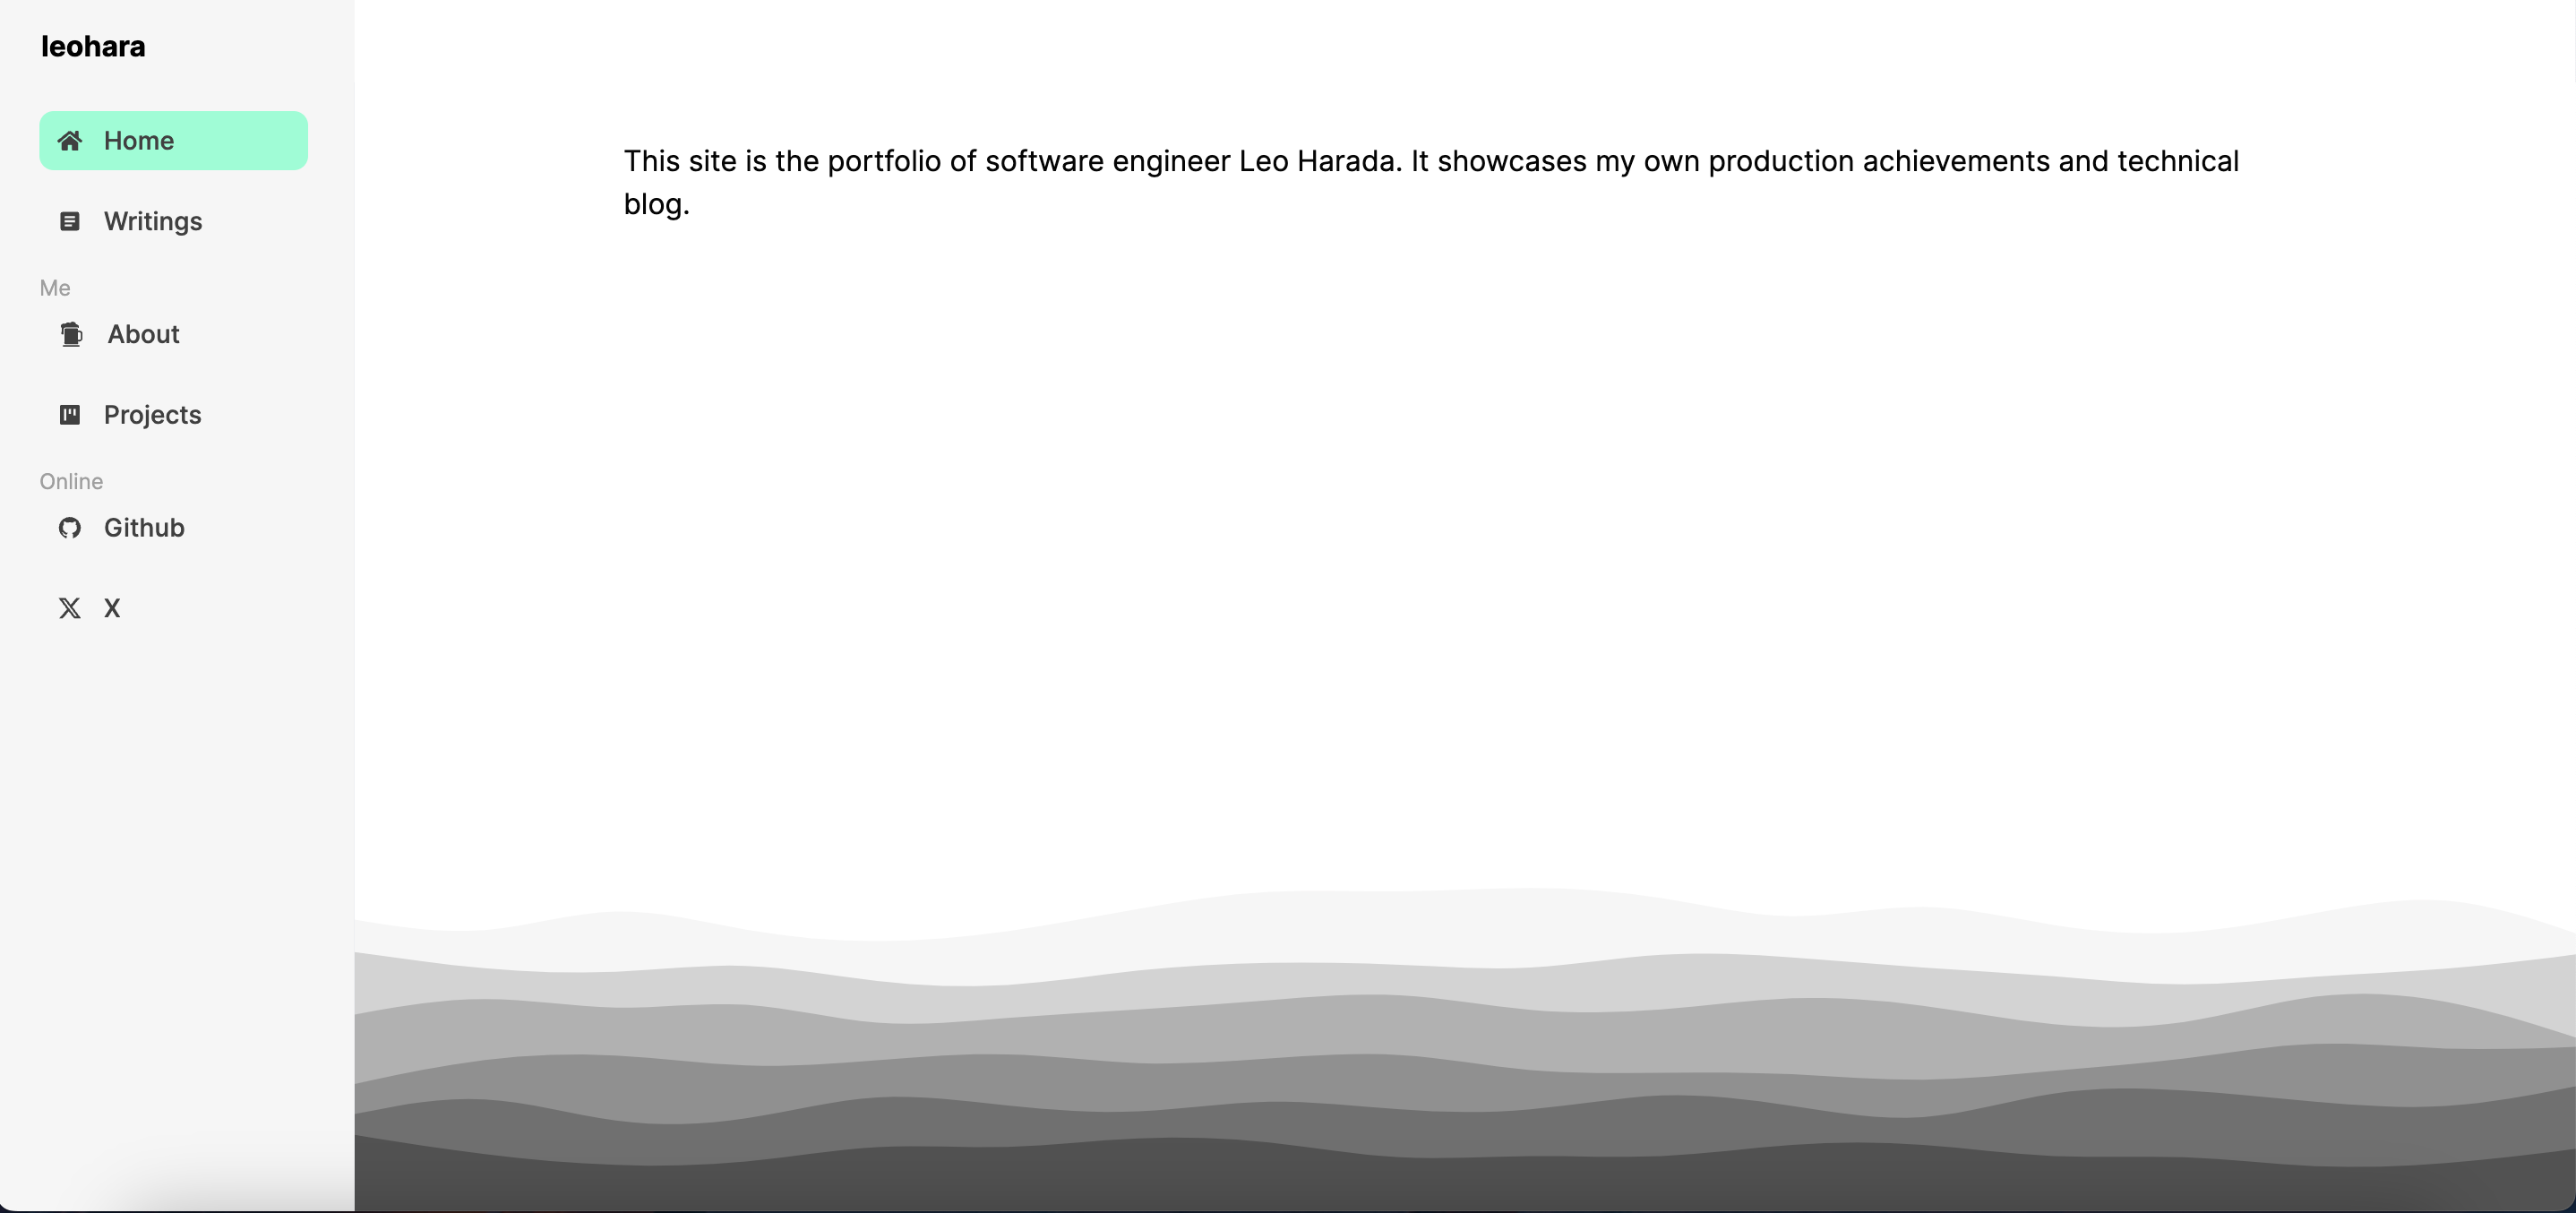 leohara
Home
Writings
Me
About
Projects
Online
Github
X
This site is the portfolio of software engineer Leo Harada. It showcases my own production achievements and technical
blog.